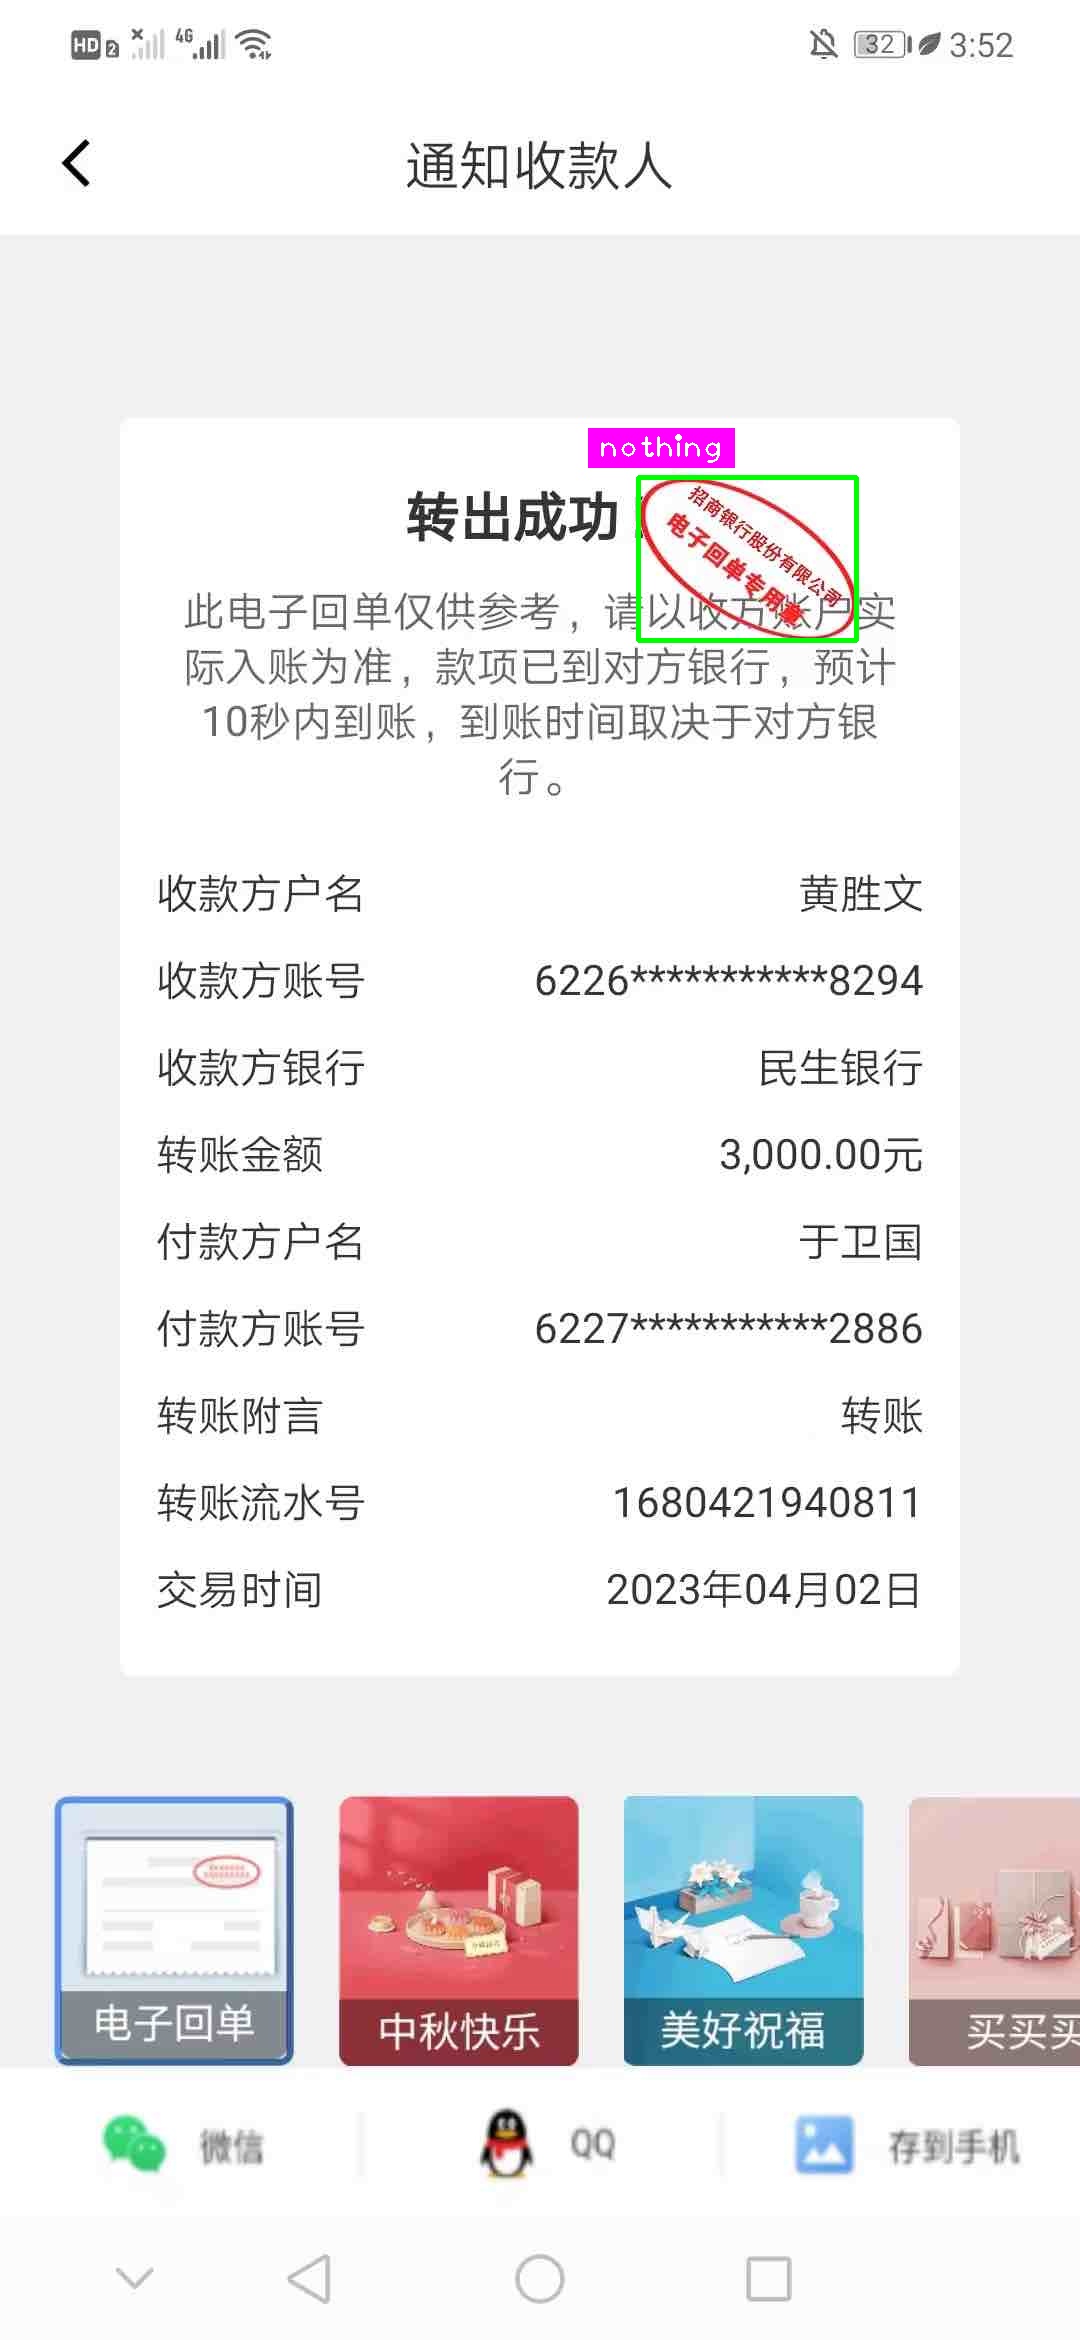 HD 2 4G 32 3:52
通知收款人
nothing
转出成功
招商银行股份有限公司
电子回单专用章
此电子回单仅供参考，请以收方账户实
际入账为准，款项已到对方银行，预计
10秒内到账，到账时间取决于对方银
行。
收款方户名 黄胜文
收款方账号 6226***********8294
收款方银行 民生银行
转账金额 3,000.00元
付款方户名 于卫国
付款方账号 6227***********2886
转账附言 转账
转账流水号 1680421940811
交易时间 2023年04月02日
电子回单 中秋快乐 美好祝福 买买买
微信 QQ 存到手机